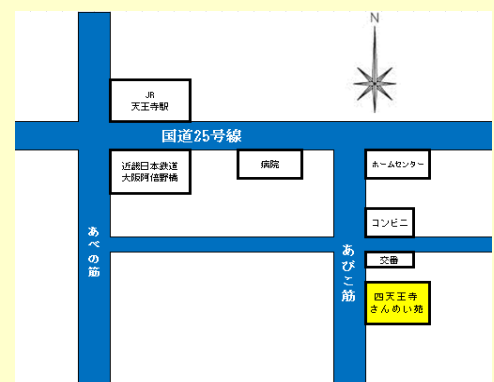 N
JR
天王寺駅
国道25号線
近畿日本鉄道
大阪阿倍野橋
病院
ホームセンター
コンビニ
あべの筋
あびこ筋
交番
四天王寺
きんめい苑